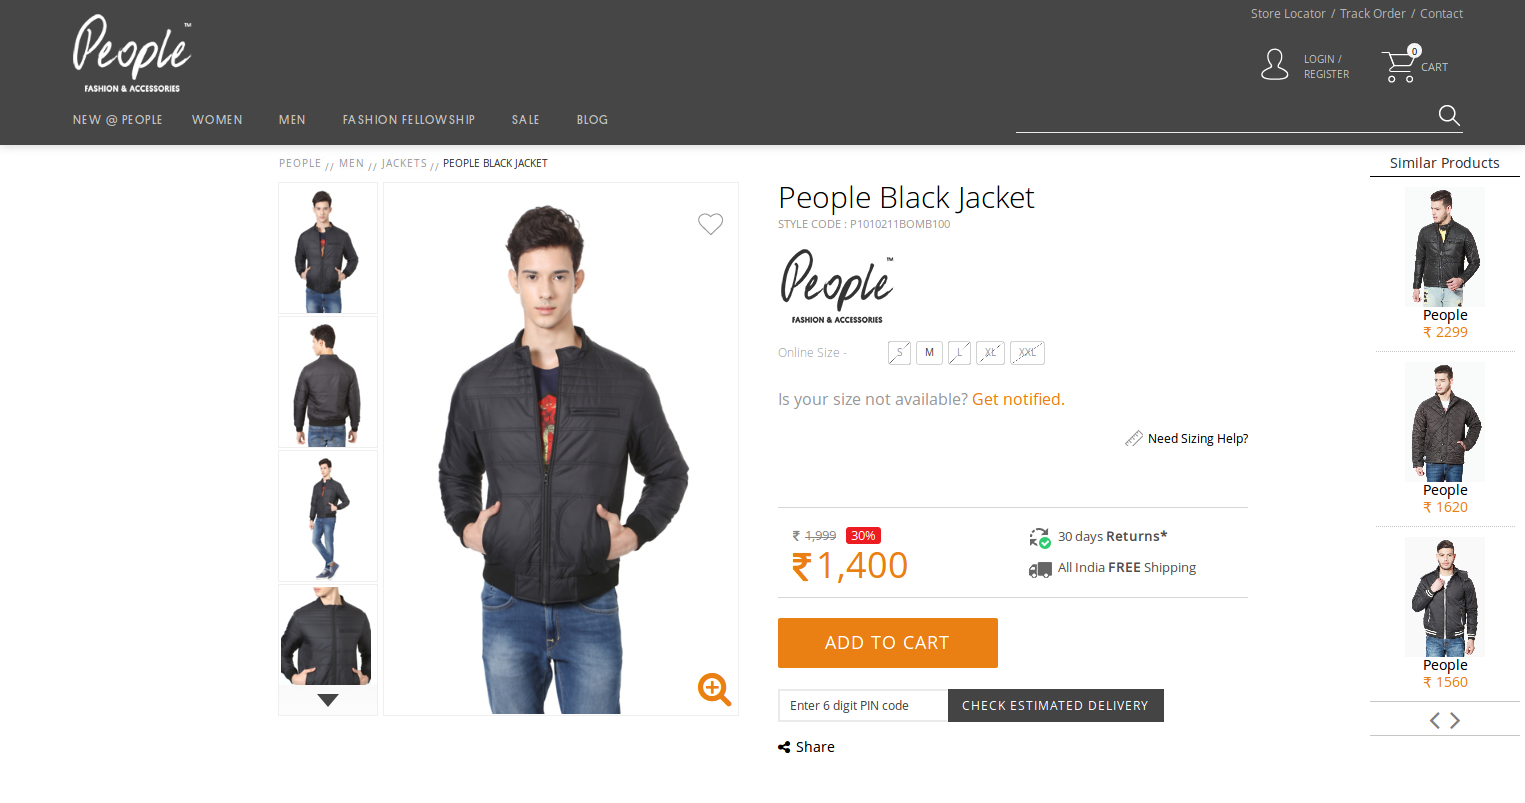 People™
FASHION & ACCESSORIES
Store Locator / Track Order / Contact
LOGIN /
REGISTER
0
CART
NEW @ PEOPLE WOMEN MEN FASHION FELLOWSHIP SALE BLOG
PEOPLE // MEN // JACKETS // PEOPLE BLACK JACKET
People Black Jacket
STYLE CODE : P1010211BOMB100
People™
FASHION & ACCESSORIES
Online Size - S M L XL XXL
Is your size not available? Get notified.
Need Sizing Help?
₹ 1,999 30%
₹1,400
30 days Returns*
All India FREE Shipping
ADD TO CART
Enter 6 digit PIN code CHECK ESTIMATED DELIVERY
Share
Similar Products
People
₹ 2299
People
₹ 1620
People
₹ 1560